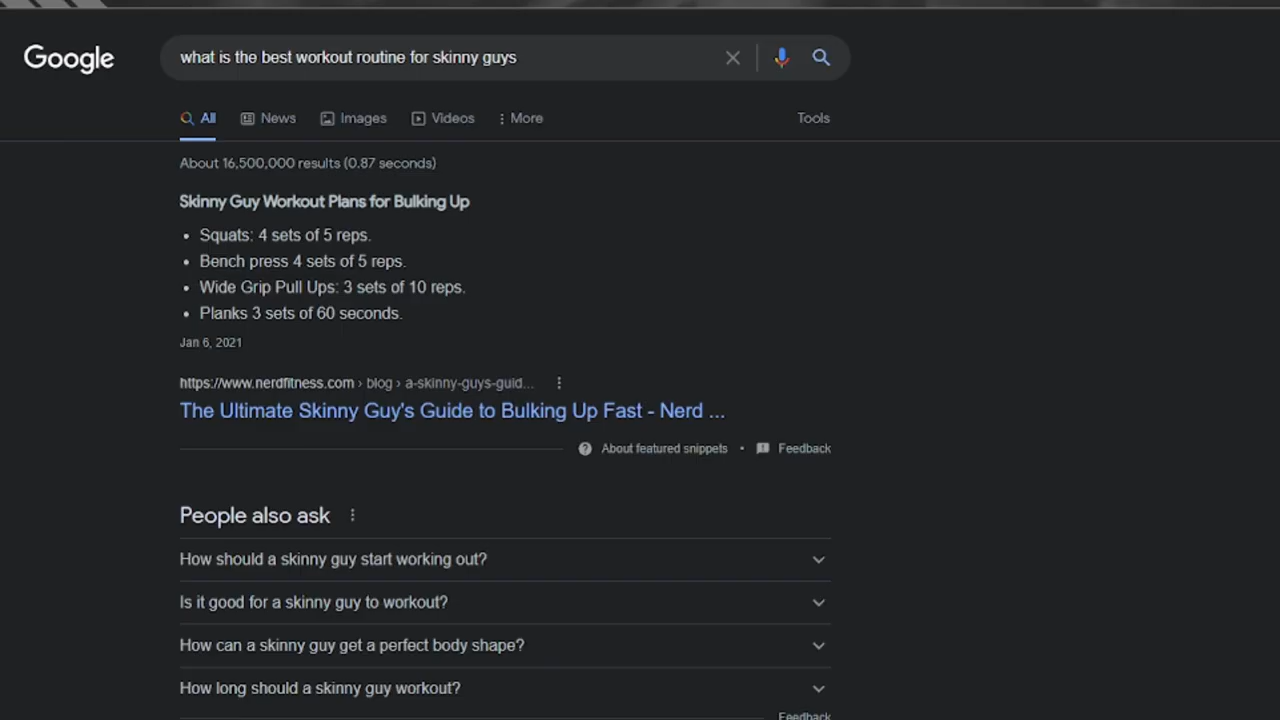 Google
what is the best workout routine for skinny guys
All News Images Videos More Tools
About 16,500,000 results (0.87 seconds)
Skinny Guy Workout Plans for Bulking Up
• Squats: 4 sets of 5 reps.
• Bench press 4 sets of 5 reps.
• Wide Grip Pull Ups: 3 sets of 10 reps.
• Planks 3 sets of 60 seconds.
Jan 6, 2021
https://www.nerdfitness.com › blog › a-skinny-guys-guid...
The Ultimate Skinny Guy's Guide to Bulking Up Fast - Nerd ...
About featured snippets • Feedback
People also ask
How should a skinny guy start working out?
Is it good for a skinny guy to workout?
How can a skinny guy get a perfect body shape?
How long should a skinny guy workout?
Feedback